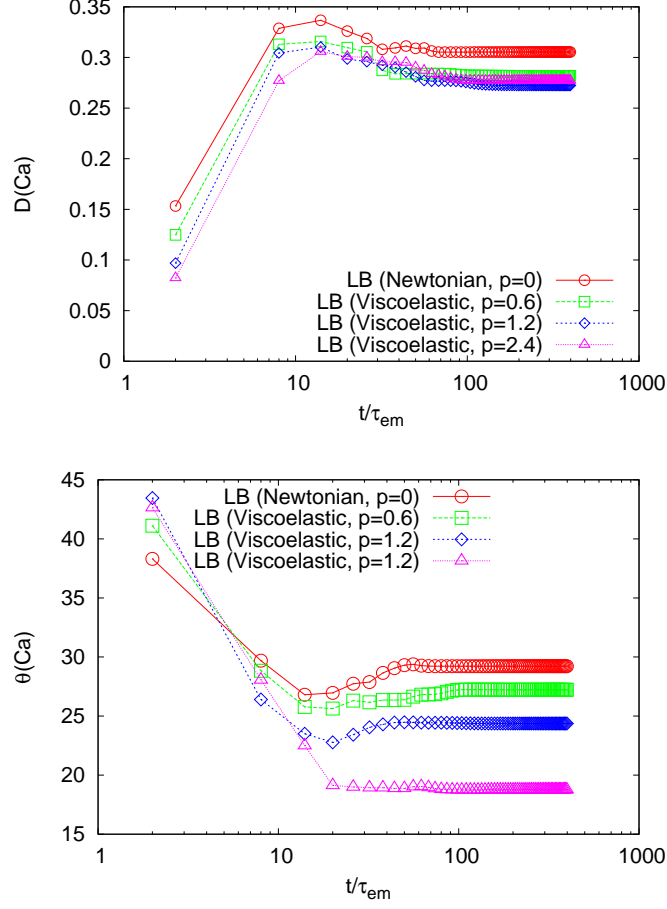 0.35
0.3
0.25
0.2
0.15
0.1
0.05
0
D(Ca)
LB (Newtonian, p=0)
LB (Viscoelastic, p=0.6)
LB (Viscoelastic, p=1.2)
LB (Viscoelastic, p=2.4)
1 10 100 1000
t/τem
45
40
35
30
25
20
15
θ(Ca)
LB (Newtonian, p=0)
LB (Viscoelastic, p=0.6)
LB (Viscoelastic, p=1.2)
LB (Viscoelastic, p=1.2)
1 10 100 1000
t/τem